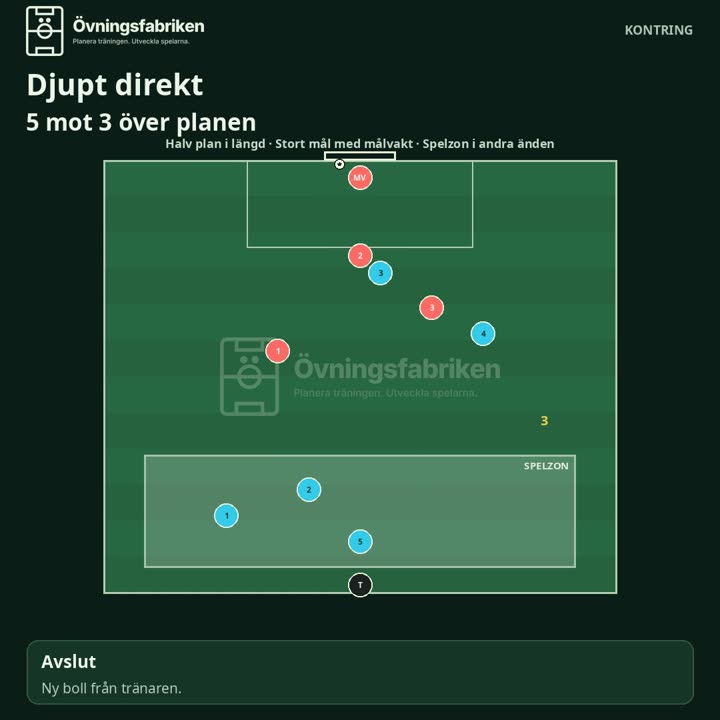 Övningsfabriken
Planera träningen. Utveckla spelarna.
KONTRING
Djupt direkt
5 mot 3 över planen
Halv plan i längd · Stort mål med målvakt · Spelzon i andra änden
MV
2
3
3
4
1
Övningsfabriken
Planera träningen. Utveckla spelarna.
3
SPELZON
2
1
5
T
Avslut
Ny boll från tränaren.